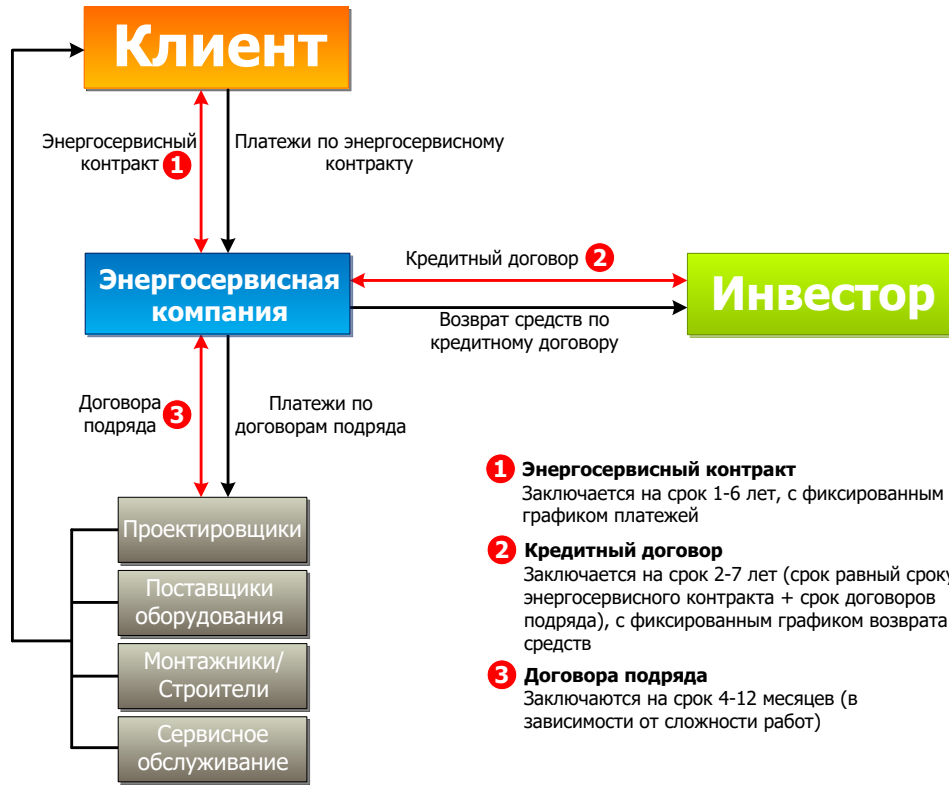 Клиент
Энергосервисный
контракт 1
Платежи по энергосервисному
контракту
Энергосервисная
компания
Кредитный договор 2
Возврат средств по
кредитному договору
Инвестор
Договора
подряда 3
Платежи по
договорам подряда
Проектировщики
Поставщики
оборудования
Монтажники/
Строители
Сервисное
обслуживание
1 Энергосервисный контракт
Заключается на срок 1-6 лет, с фиксированным
графиком платежей
2 Кредитный договор
Заключается на срок 2-7 лет (срок равный сроку
энергосервисного контракта + срок договоров
подряда), с фиксированным графиком возврата
средств
3 Договора подряда
Заключаются на срок 4-12 месяцев (в
зависимости от сложности работ)